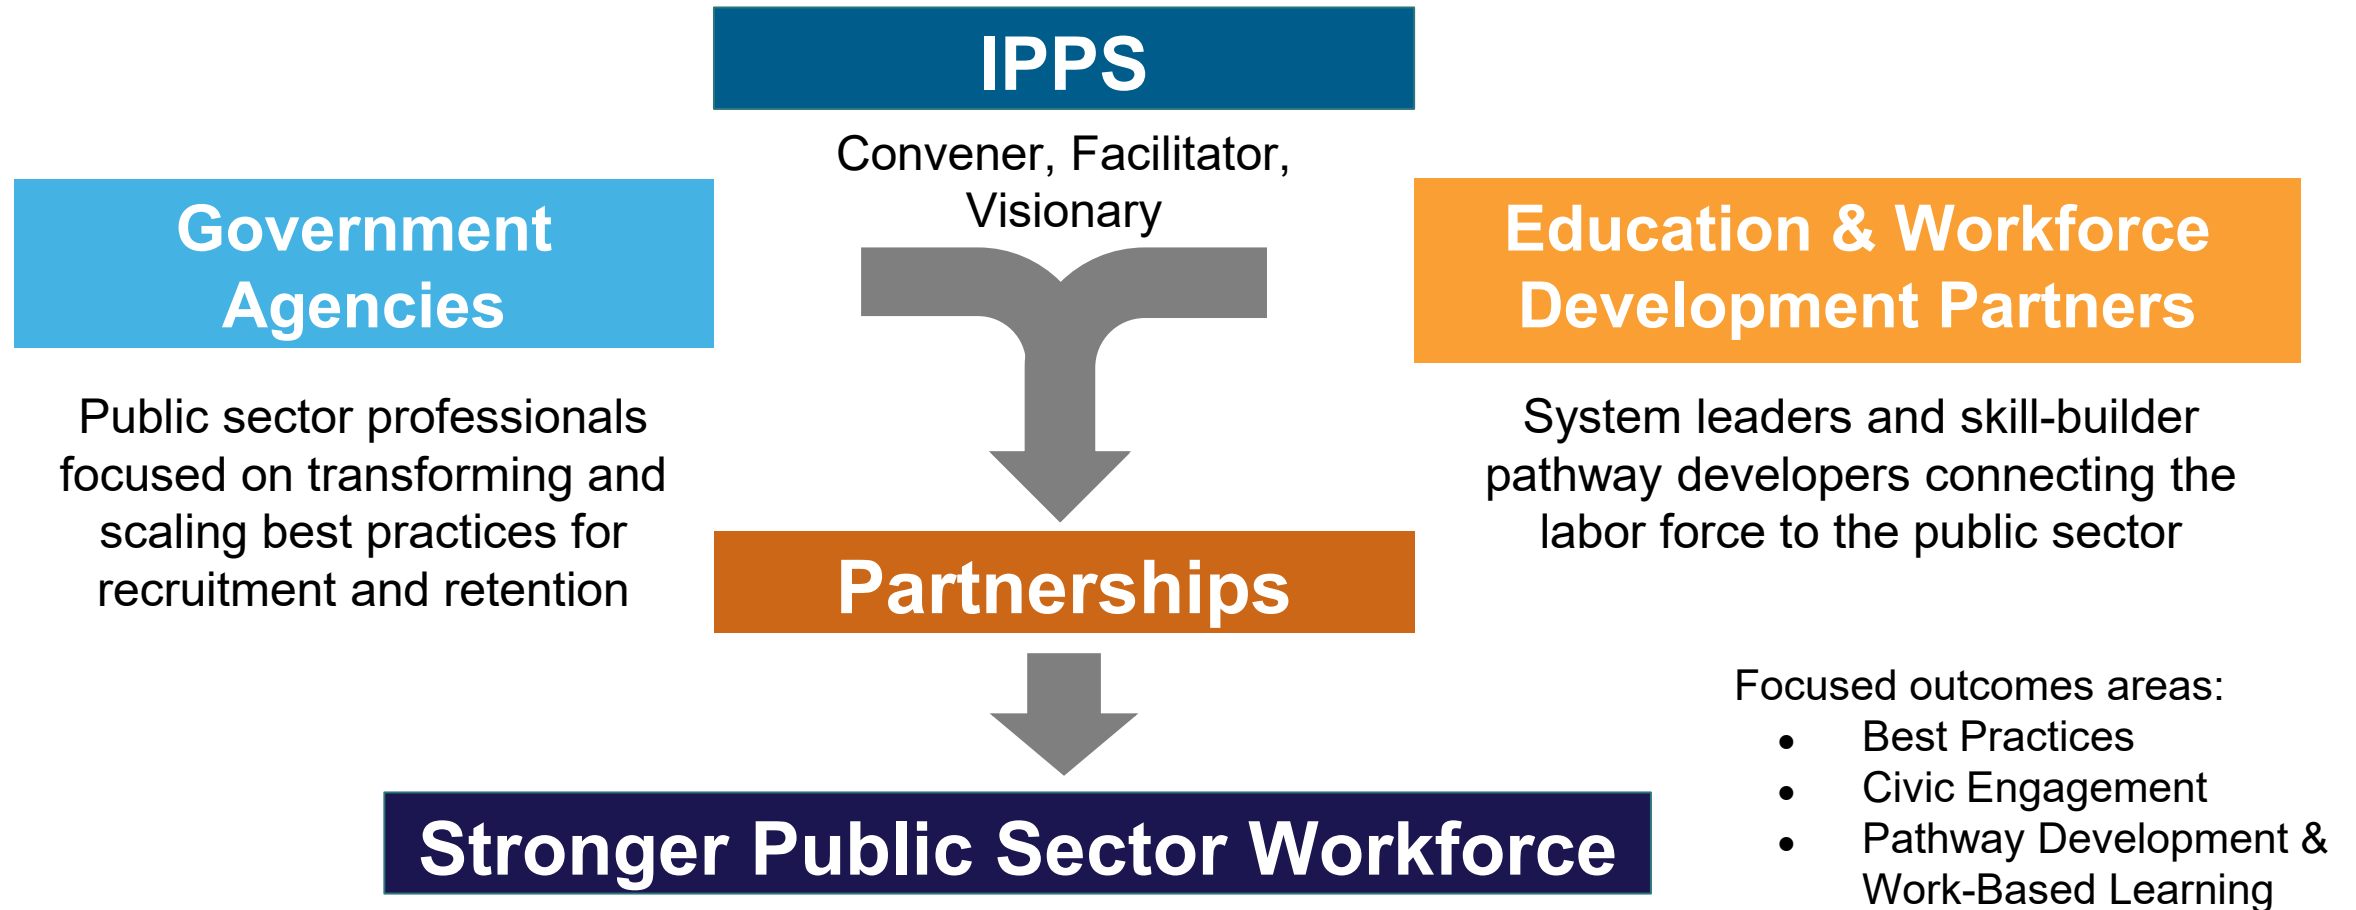 IPPS
Convener, Facilitator,
Visionary
Government
Agencies
Public sector professionals
focused on transforming and
scaling best practices for
recruitment and retention
Education & Workforce
Development Partners
System leaders and skill-builder
pathway developers connecting the
labor force to the public sector
Partnerships
Stronger Public Sector Workforce
Focused outcomes areas:
● Best Practices
● Civic Engagement
● Pathway Development &
Work-Based Learning